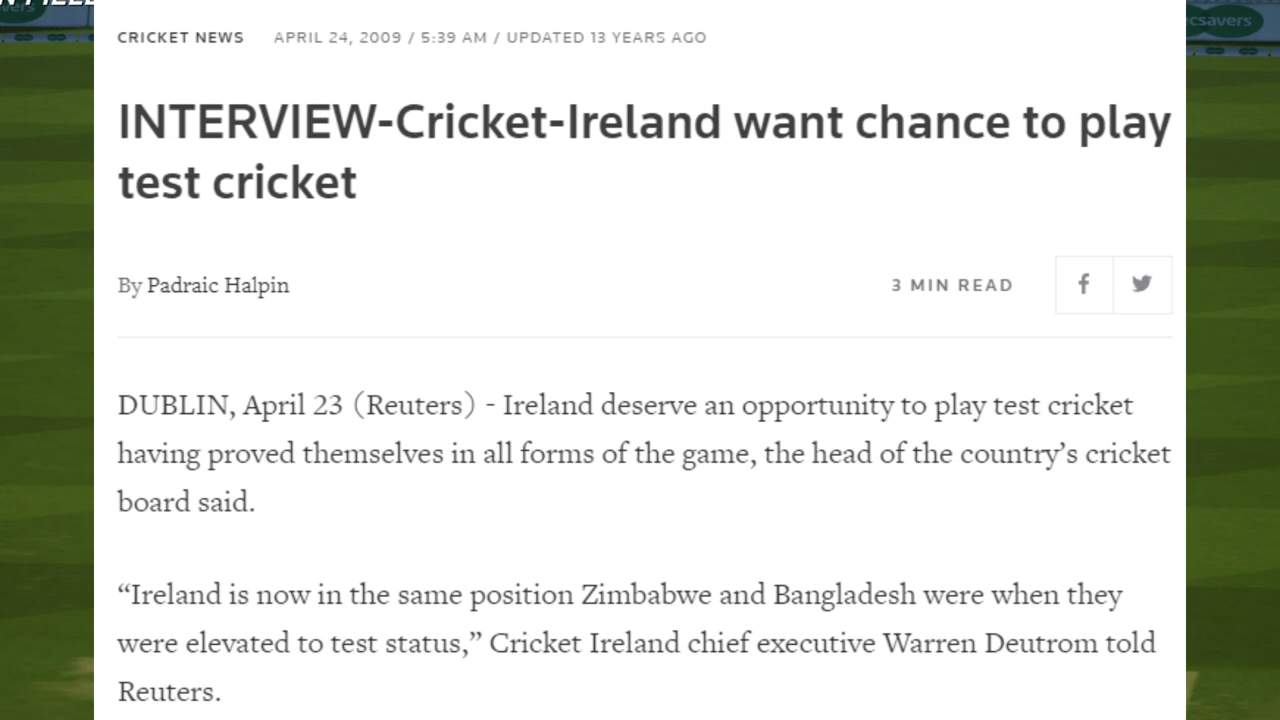 CRICKET NEWS APRIL 24, 2009 / 5:39 AM / UPDATED 13 YEARS AGO
INTERVIEW-Cricket-Ireland want chance to play
test cricket
By Padraic Halpin 3 MIN READ
DUBLIN, April 23 (Reuters) - Ireland deserve an opportunity to play test cricket
having proved themselves in all forms of the game, the head of the country’s cricket
board said.
“Ireland is now in the same position Zimbabwe and Bangladesh were when they
were elevated to test status,” Cricket Ireland chief executive Warren Deutrom told
Reuters.